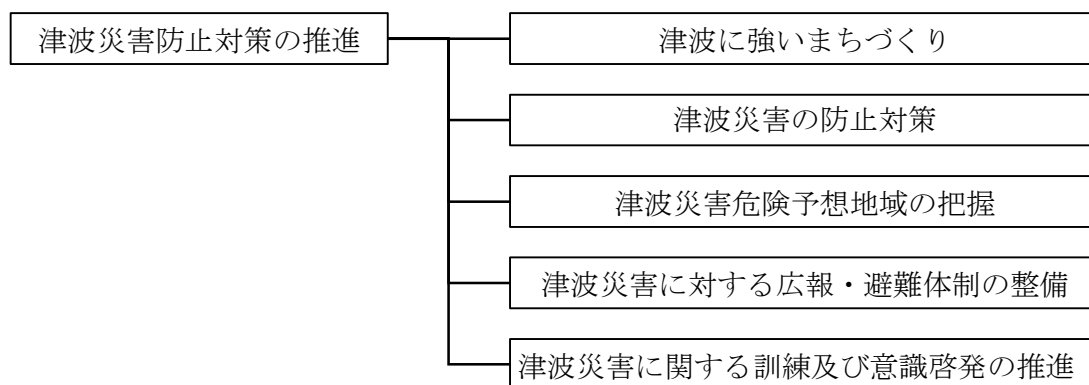 津波災害防止対策の推進
津波に強いまちづくり
津波災害の防止対策
津波災害危険予想地域の把握
津波災害に対する広報・避難体制の整備
津波災害に関する訓練及び意識啓発の推進